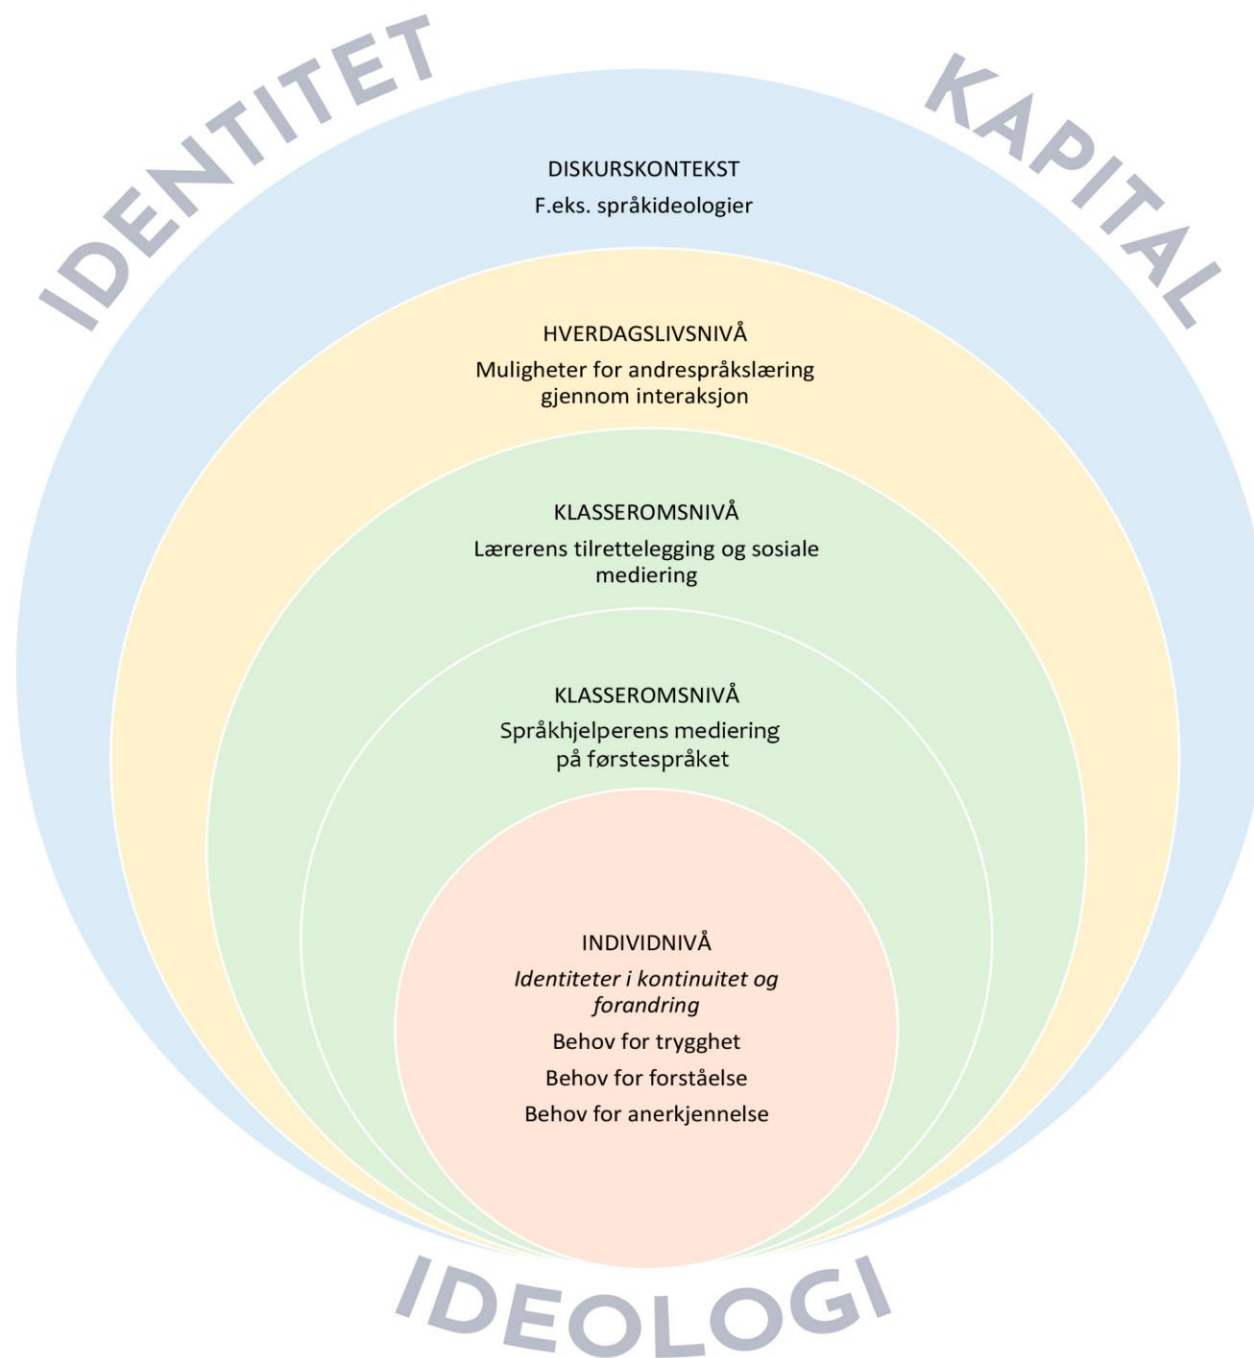 IDENTITET
KAPITAL
DISKURSKONTEKST
F.eks. språkideologier
HVERDAGSLIVSNIVÅ
Muligheter for andrespråkslæring
gjennom interaksjon
KLASSEROMSNIVÅ
Lærerens tilrettelegging og sosiale
mediering
KLASSEROMSNIVÅ
Språkhjelperens mediering
på førstespråket
INDIVIDNIVÅ
Identiteter i kontinuitet og
forandring
Behov for trygghet
Behov for forståelse
Behov for anerkjennelse
IDEOLOGI